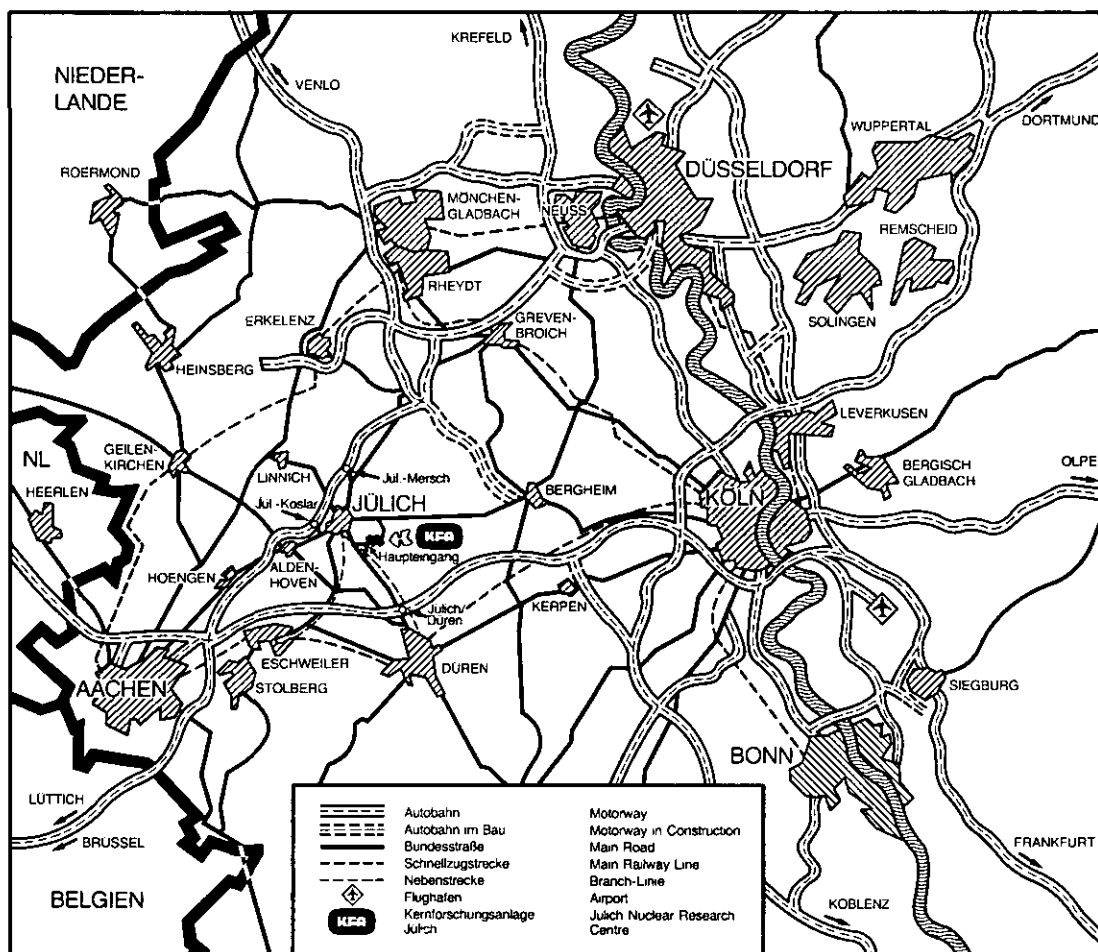 KREFELD
NIEDER-
LANDE
VENLO
DORTMUND
WUPPERTAL
DÜSSELDORF
ROERMOND
MÖNCHEN-
GLADBACH
NEUSS
REMSCHEID
RHEYDT
SOLINGEN
ERKELENZ
GREVEN-
BROICH
HEINSBERG
LEVERKUSEN
GEILEN-
KIRCHEN
NL
HEERLEN
LINNICH
Jül.-Mersch
BERGISCH
GLADBACH
OLPE
JÜLICH
BERGHEIM
KÖLN
Jül-Koslar
KFA
Haupteingang
HOENGEN
ALDEN-
HOVEN
KERPEN
Jülich/
Düren
ESCHWEILER
DÜREN
AACHEN
STOLBERG
SIEGBURG
BONN
LÜTTICH
BRÜSSEL
FRANKFURT
BELGIEN
KOBLENZ
Autobahn Motorway
Autobahn im Bau Motorway in Construction
Bundesstraße Main Road
Schnellzugstrecke Main Railway Line
Nebenstrecke Branch-Linie
Flughafen Airport
KFA Kernforschungsanlage Jülich Nuclear Research
Jülich Centre